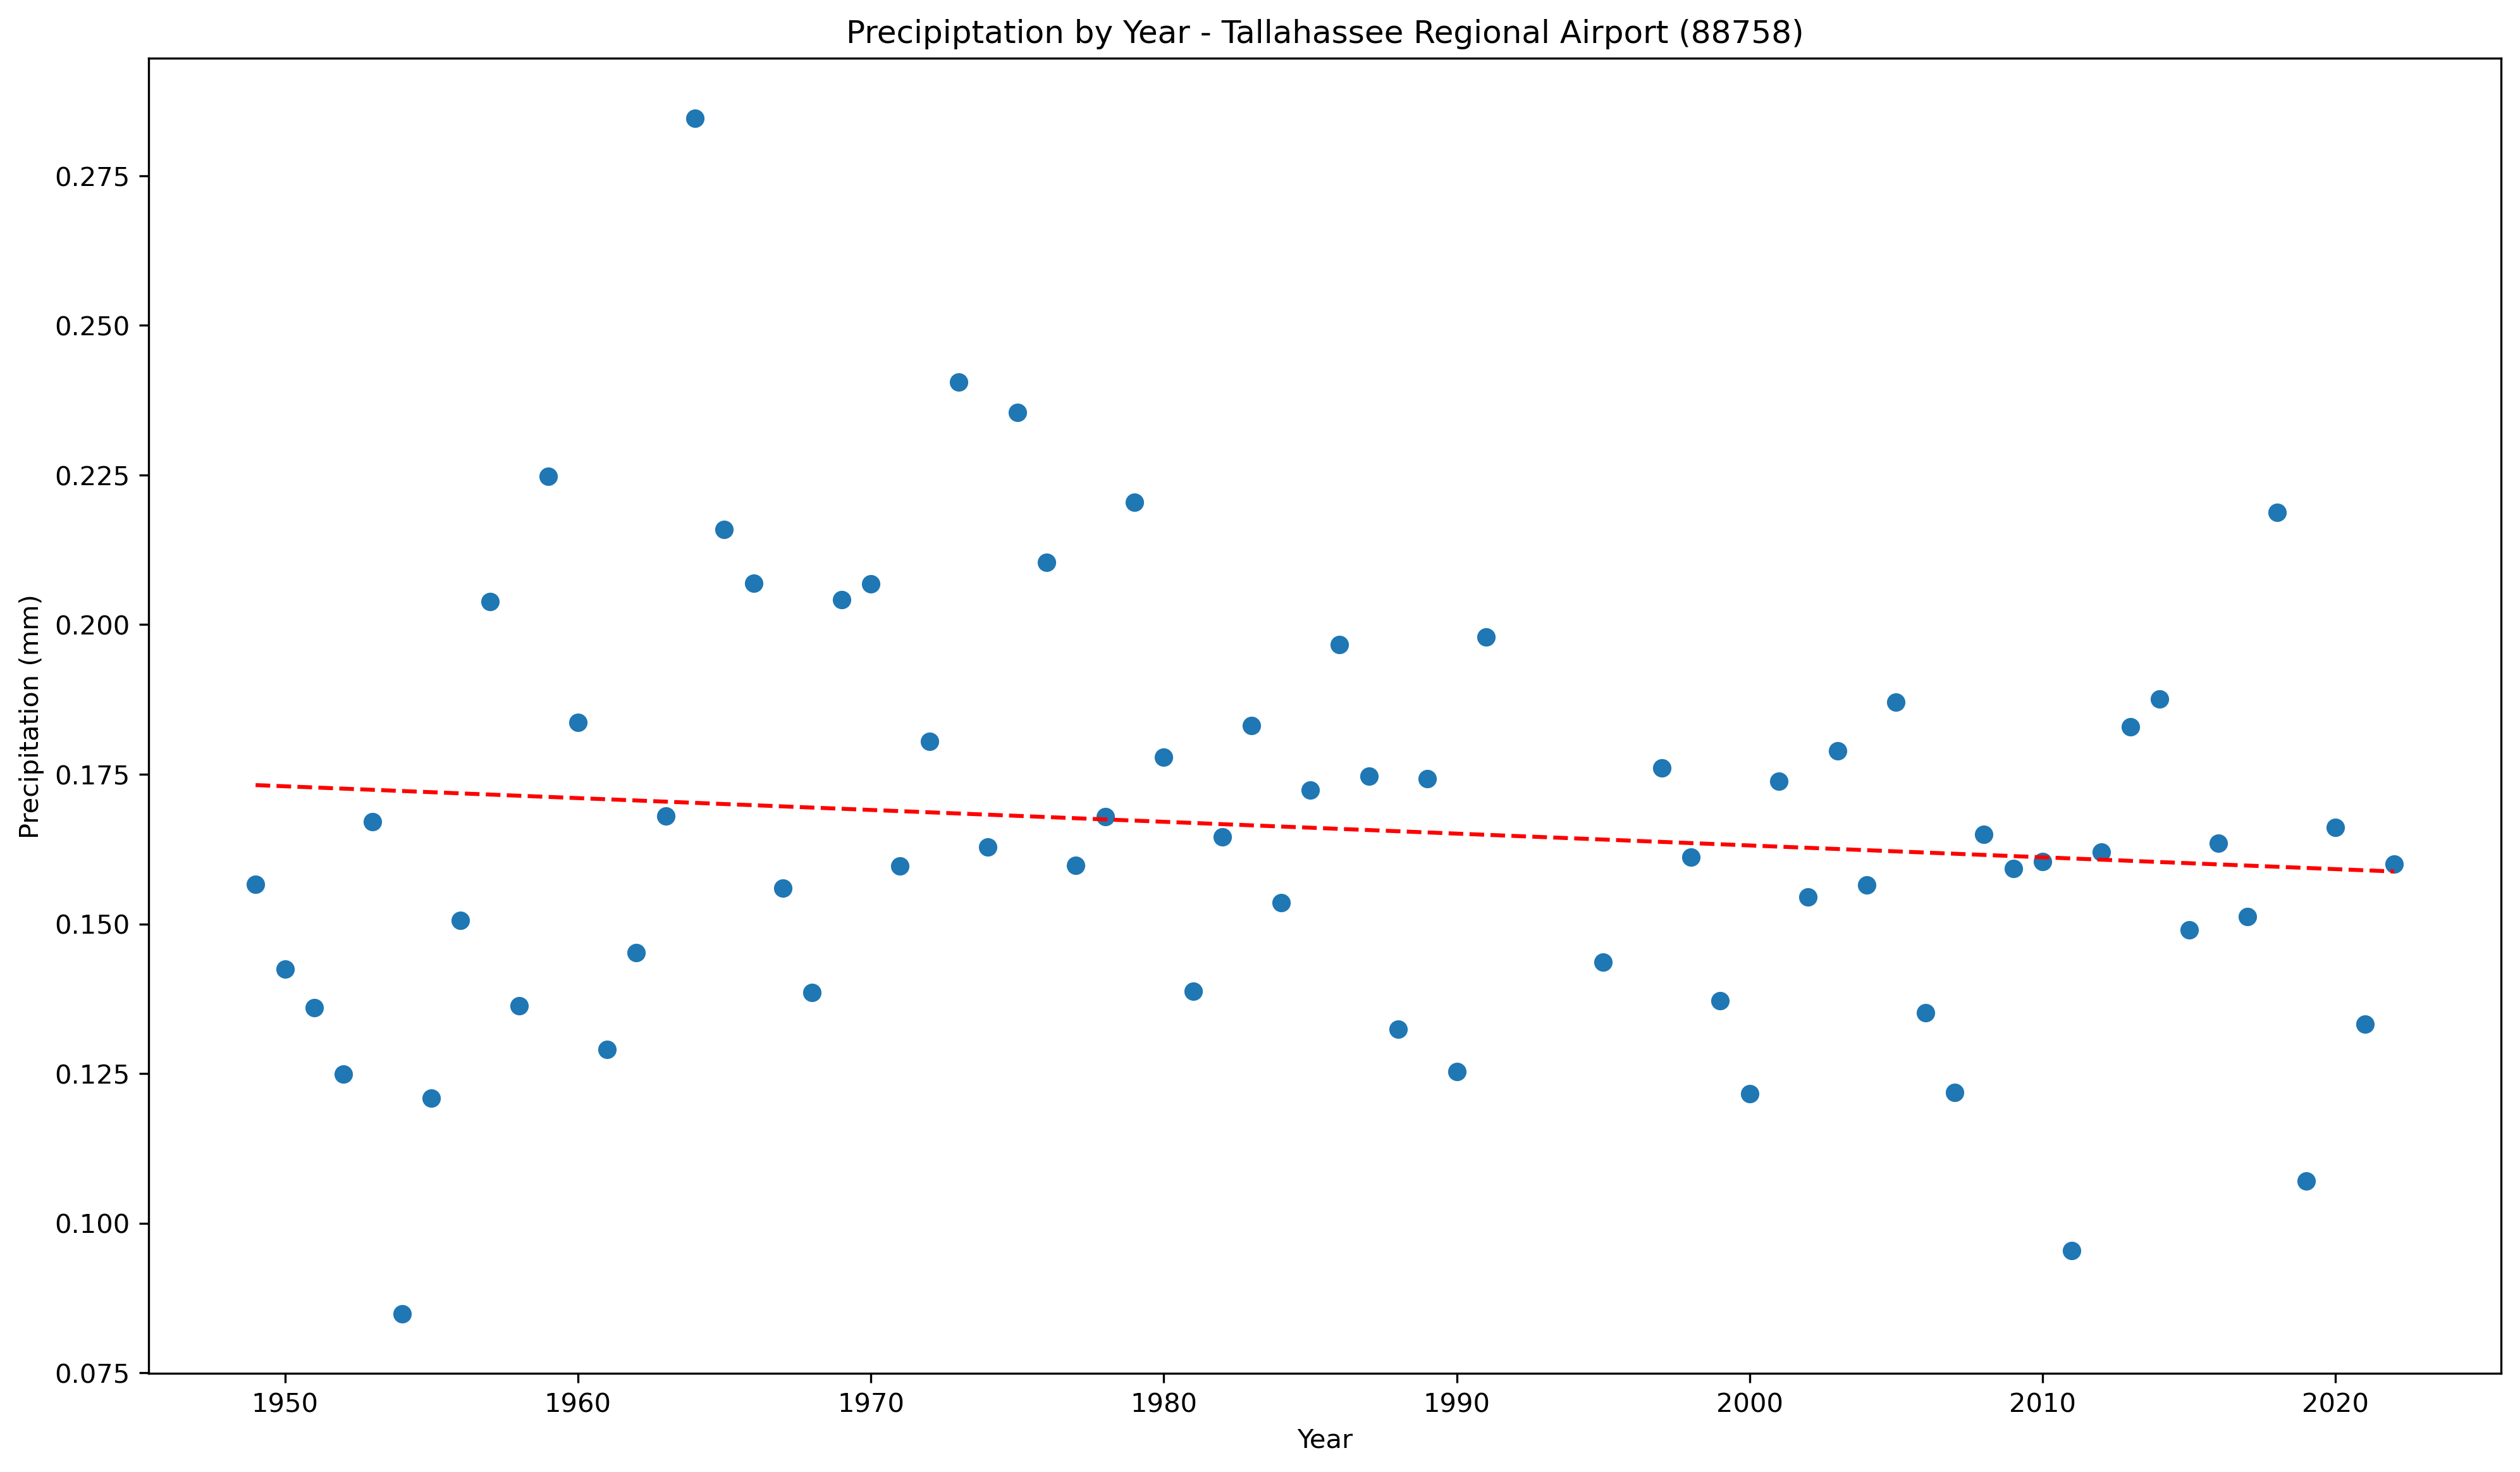 Precipiptation by Year - Tallahassee Regional Airport (88758)
Precipitation (mm)
0.275
0.250
0.225
0.200
0.175
0.150
0.125
0.100
0.075
1950 1960 1970 1980 1990 2000 2010 2020
Year